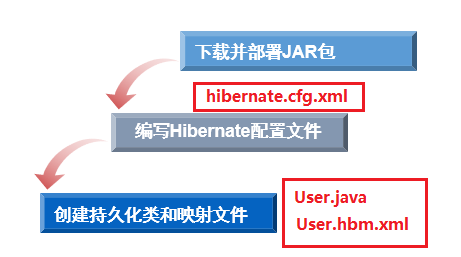 下载并部署JAR包
hibernate.cfg.xml
编写Hibernate配置文件
创建持久化类和映射文件
User.java
User.hbm.xml